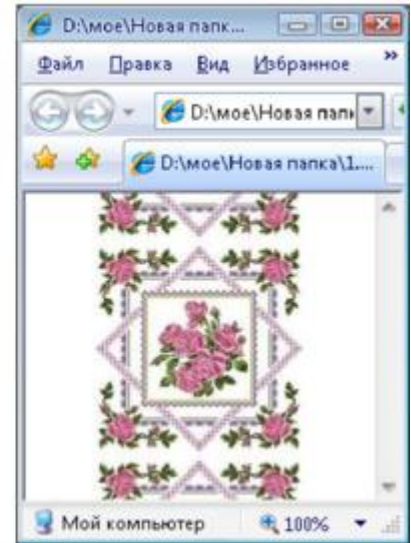 D:\мое\Новая папк...
Файл Правка Вид Избранное »
D:\мое\Новая папк
D:\мое\Новая папка\1....
Мой компьютер 100%